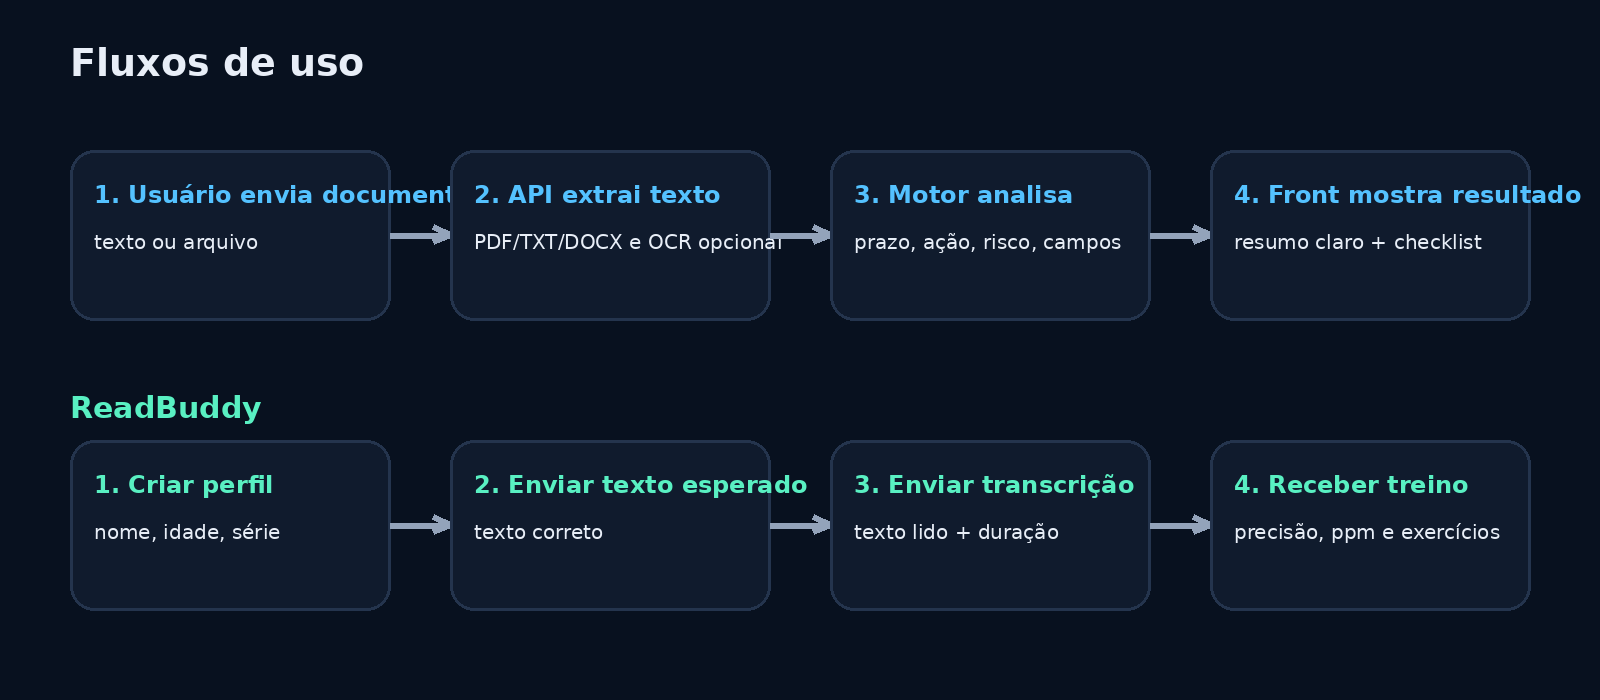 Fluxos de uso
1. Usuário envia document
texto ou arquivo
2. API extrai texto
PDF/TXT/DOCX e OCR opcional
3. Motor analisa
prazo, ação, risco, campos
4. Front mostra resultado
resumo claro + checklist
ReadBuddy
1. Criar perfil
nome, idade, série
2. Enviar texto esperado
texto correto
3. Enviar transcrição
texto lido + duração
4. Receber treino
precisão, ppm e exercícios